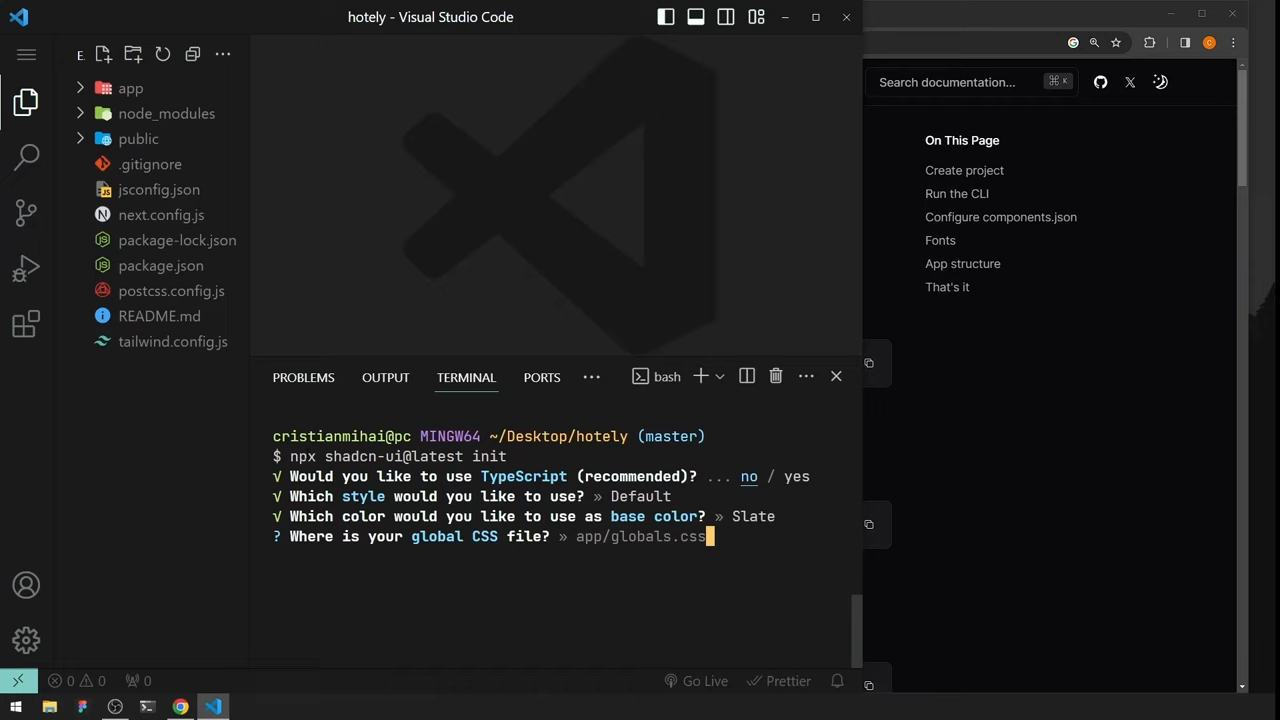 hotely - Visual Studio Code
E
app
node_modules
public
.gitignore
jsconfig.json
next.config.js
package-lock.json
package.json
postcss.config.js
README.md
tailwind.config.js
PROBLEMS OUTPUT TERMINAL PORTS ··· bash
cristianmihai@pc MINGW64 ~/Desktop/hotely (master)
$ npx shadcn-ui@latest init
√ Would you like to use TypeScript (recommended)? ... no / yes
√ Which style would you like to use? » Default
√ Which color would you like to use as base color? » Slate
? Where is your global CSS file? » app/globals.css
0 0 0 Go Live Prettier
Search documentation... ⌘ K
On This Page
Create project
Run the CLI
Configure components.json
Fonts
App structure
That's it